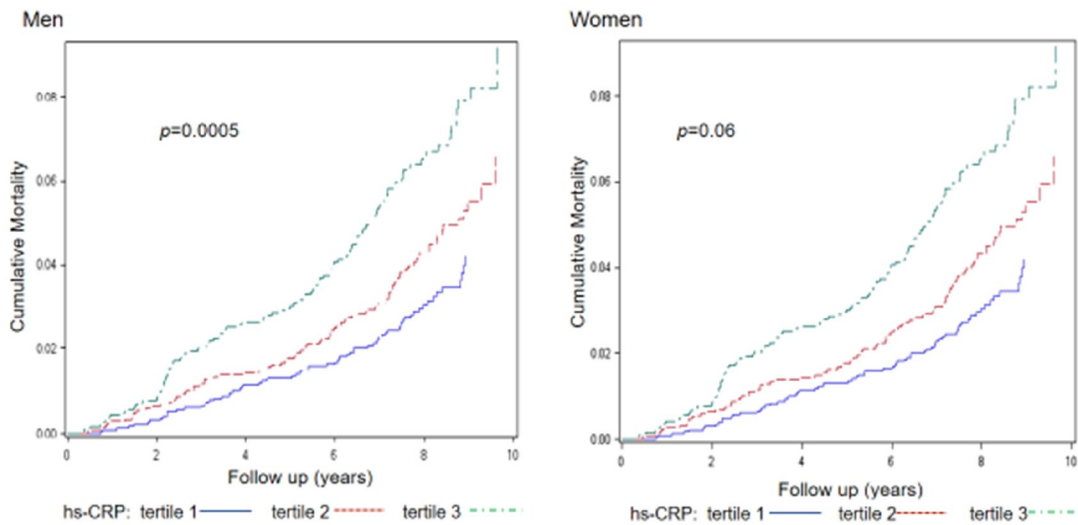 Men
p=0.0005
Cumulative Mortality
0.08
0.06
0.04
0.02
0.00
0 2 4 6 8 10
Follow up (years)
hs-CRP: tertile 1 tertile 2 tertile 3
Women
p=0.06
Cumulative Mortality
0.08
0.06
0.04
0.02
0.00
0 2 4 6 8 10
Follow up (years)
hs-CRP: tertile 1 tertile 2 tertile 3